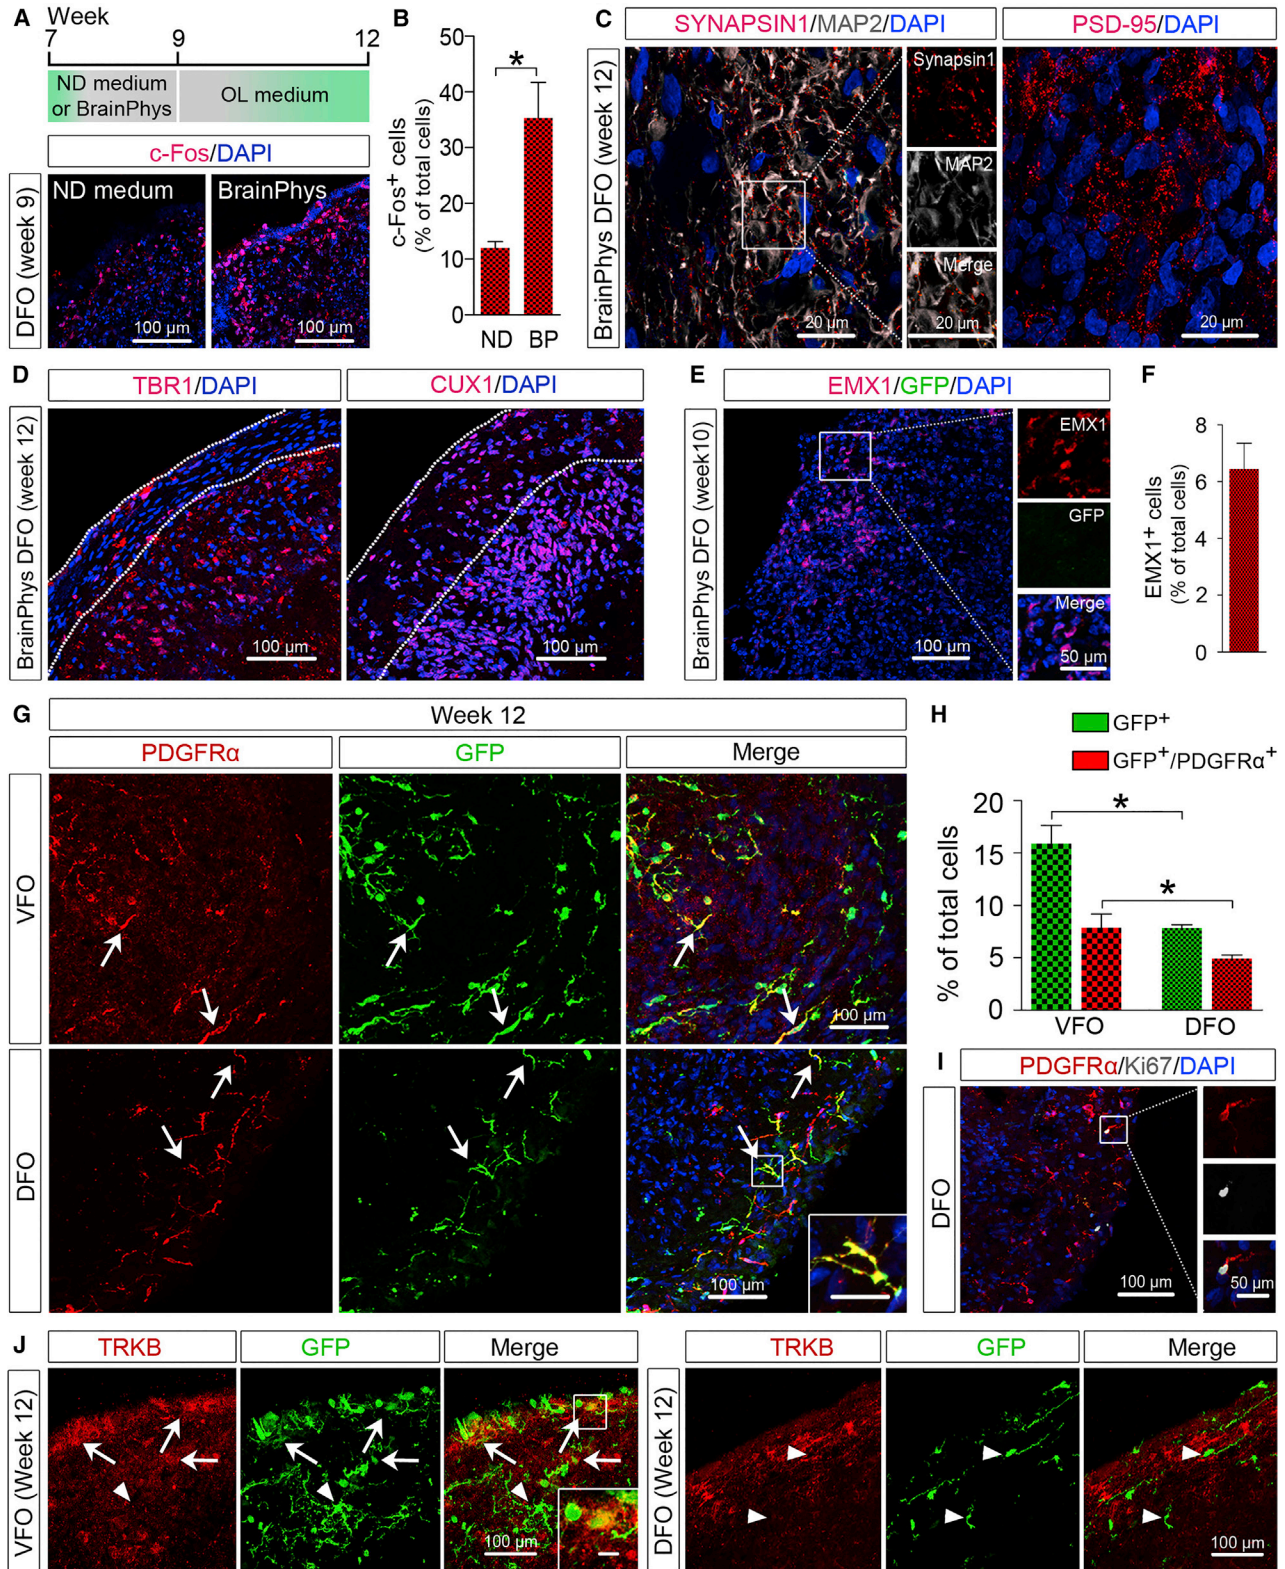 A
Week
7
9
12
ND medium
or BrainPhys
OL medium
c-Fos/DAPI
DFO (week 9)
ND medum
BrainPhys
100 µm
100 µm
B
c-Fos+ cells
(% of total cells)
50
40
30
20
10
0
*
ND
BP
C
SYNAPSIN1/MAP2/DAPI
PSD-95/DAPI
BrainPhys DFO (week 12)
Synapsin1
MAP2
Merge
20 µm
20 µm
20 µm
D
TBR1/DAPI
CUX1/DAPI
BrainPhys DFO (week 12)
100 µm
100 µm
E
EMX1/GFP/DAPI
BrainPhys DFO (week10)
EMX1
GFP
Merge
100 µm
50 µm
F
EMX1+ cells
(% of total cells)
8
6
4
2
0
G
Week 12
PDGFRα
GFP
Merge
VFO
100 µm
DFO
100 µm
H
GFP+
GFP+/PDGFRα+
% of total cells
20
15
10
5
0
*
*
VFO
DFO
I
PDGFRα/Ki67/DAPI
DFO
100 µm
50 µm
J
TRKB
GFP
Merge
TRKB
GFP
Merge
VFO (Week 12)
100 µm
DFO (Week 12)
100 µm